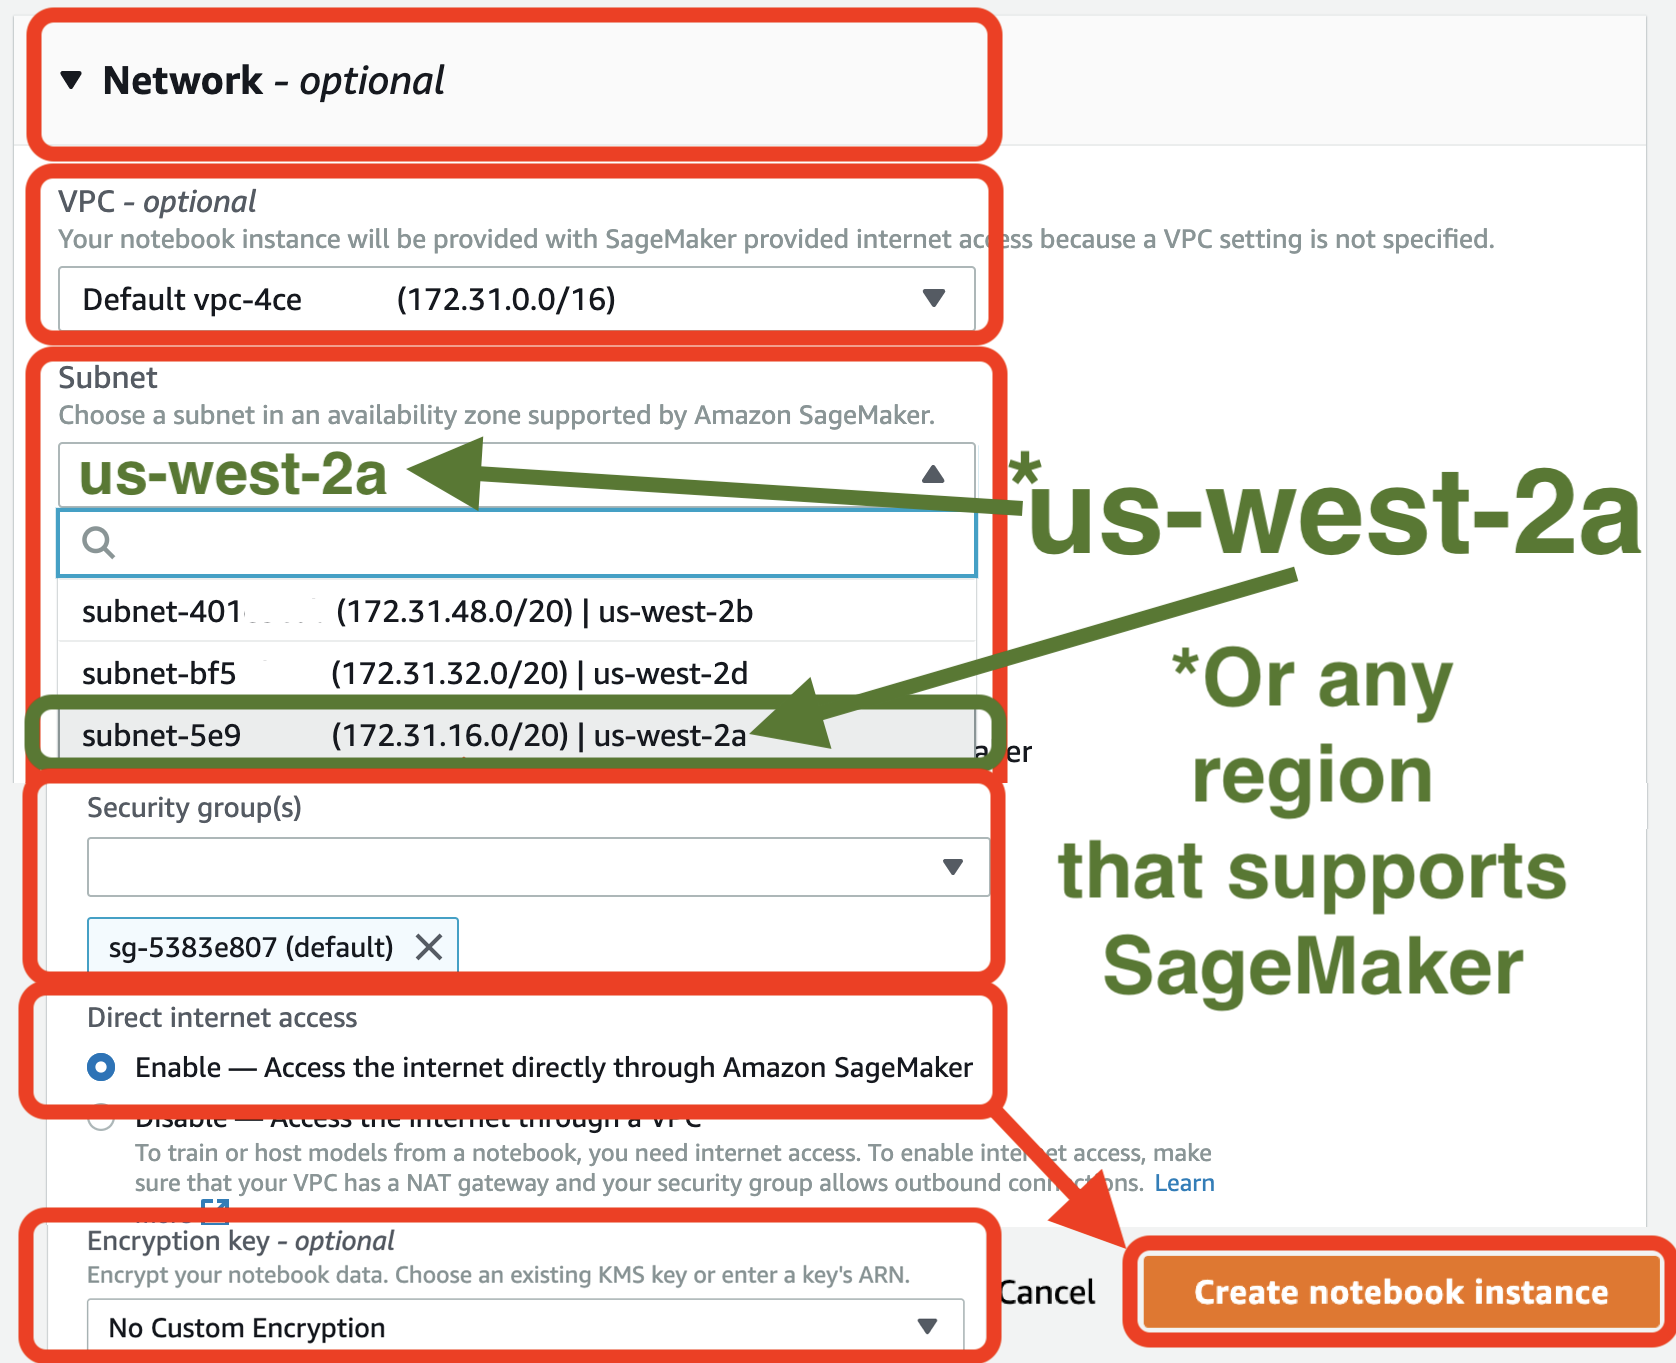 Network - optional
VPC - optional
Your notebook instance will be provided with SageMaker provided internet access because a VPC setting is not specified.
Default vpc-4ce (172.31.0.0/16)
Subnet
Choose a subnet in an availability zone supported by Amazon SageMaker.
us-west-2a
*us-west-2a
subnet-401 (172.31.48.0/20) | us-west-2b
subnet-bf5 (172.31.32.0/20) | us-west-2d
subnet-5e9 (172.31.16.0/20) | us-west-2a
*Or any
region
that supports
SageMaker
Security group(s)
sg-5383e807 (default)
Direct internet access
Enable — Access the internet directly through Amazon SageMaker
Disable — Access the internet through a VPC
To train or host models from a notebook, you need internet access. To enable internet access, make
sure that your VPC has a NAT gateway and your security group allows outbound connections. Learn
Encryption key - optional
Encrypt your notebook data. Choose an existing KMS key or enter a key's ARN.
No Custom Encryption
Cancel
Create notebook instance